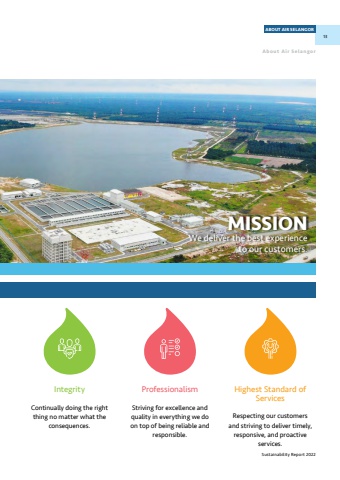 ABOUT AIR SELANGOR
13
About Air Selangor
MISSION
We deliver the best experience
to our customers.
Integrity
Continually doing the right
thing no matter what the
consequences.
Professionalism
Striving for excellence and
quality in everything we do
on top of being reliable and
responsible.
Highest Standard of
Services
Respecting our customers
and striving to deliver timely,
responsive, and proactive
services.
Sustainability Report 2022